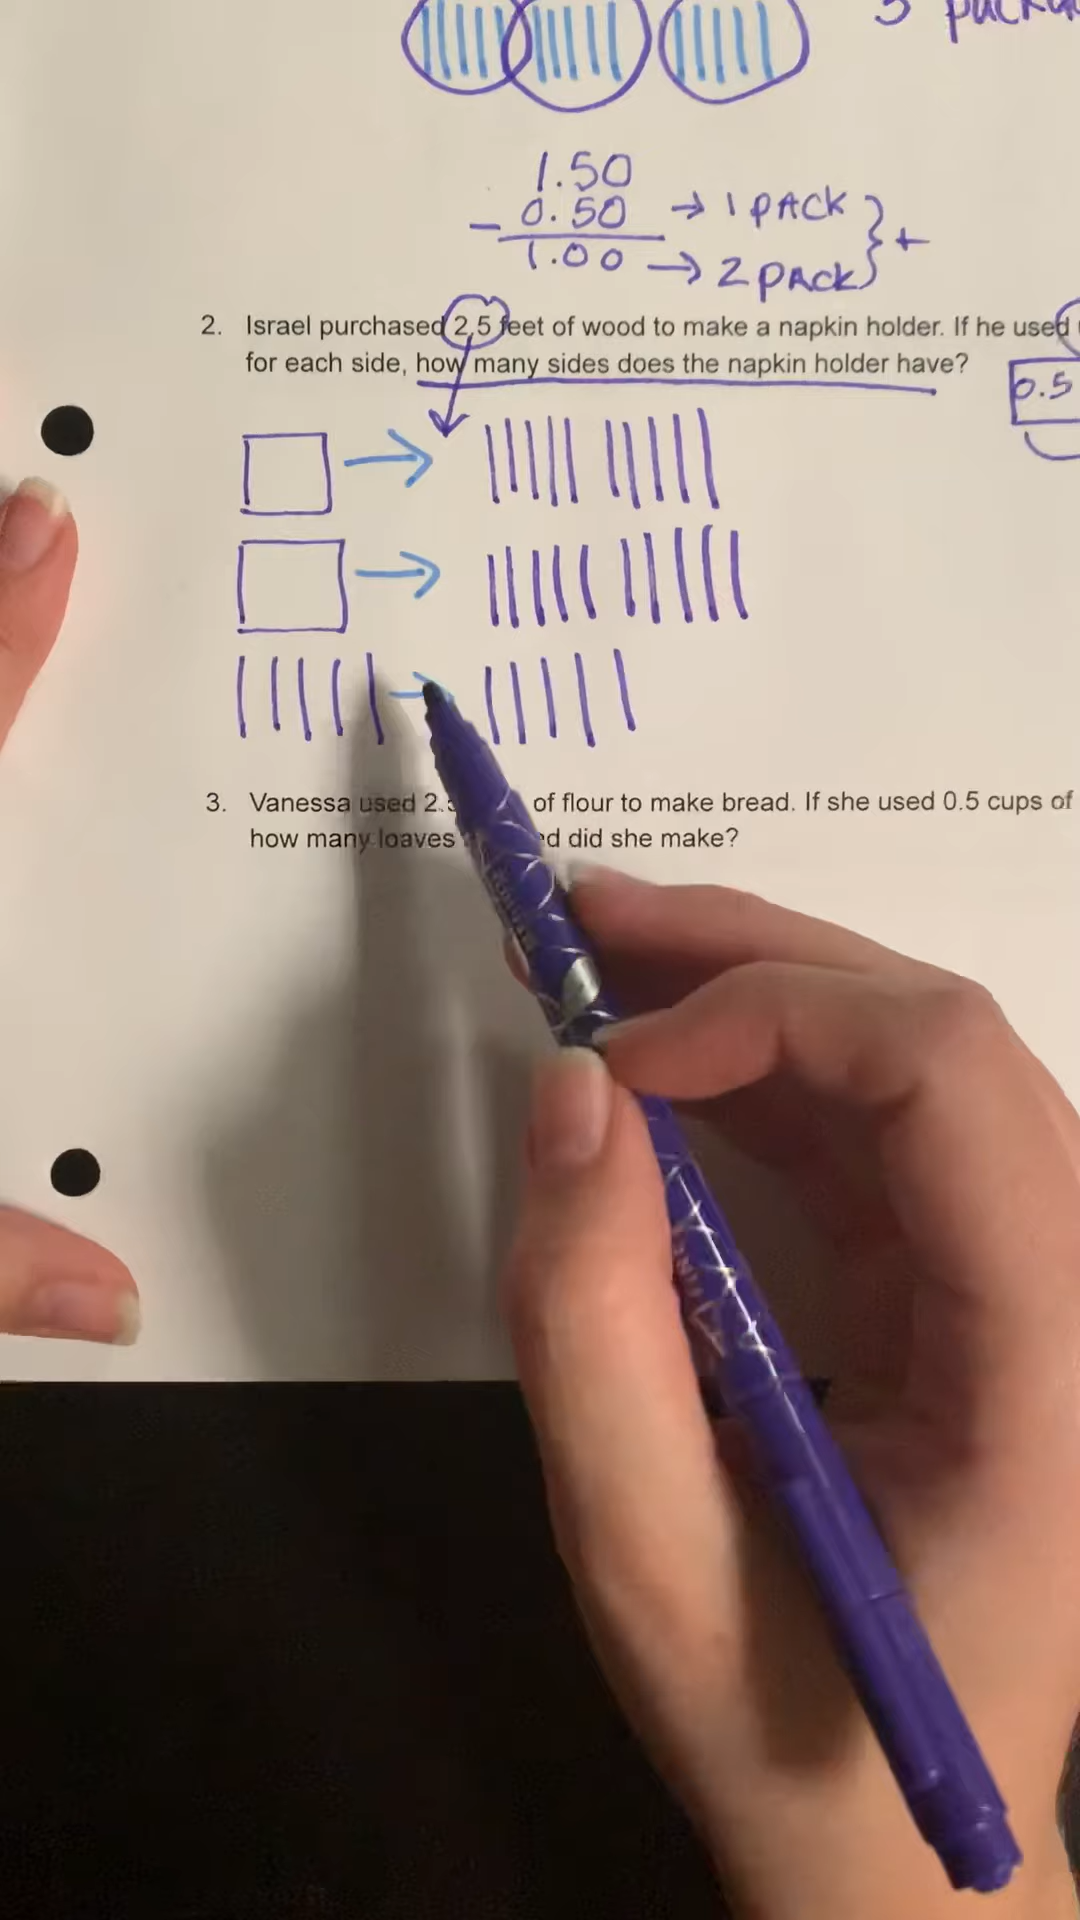 1.50
- 0.50 → 1 PACK } +
1.00 → 2 PACK
2. Israel purchased 2.5 feet of wood to make a napkin holder. If he used
for each side, how many sides does the napkin holder have?
0.5
3. Vanessa used of flour to make bread. If she used 0.5 cups of
how many loaves did she make?